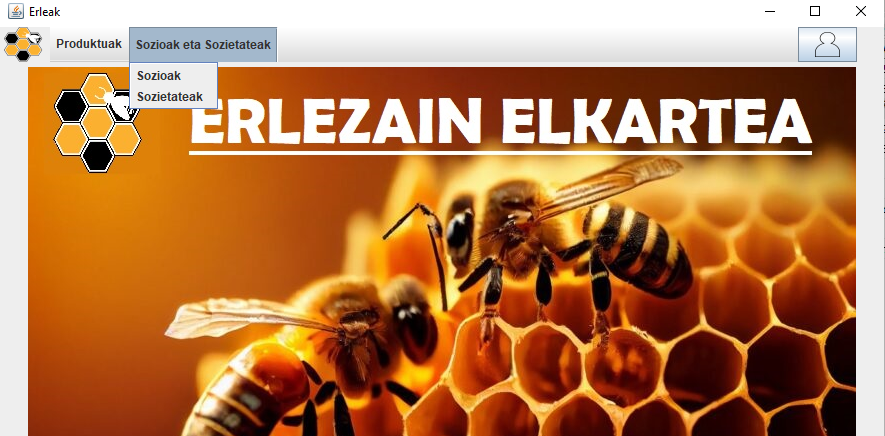 Erleak
Produktuak
Sozioak eta Sozietateak
Sozioak
Sozietateak
ERLEZAIN ELKARTEA